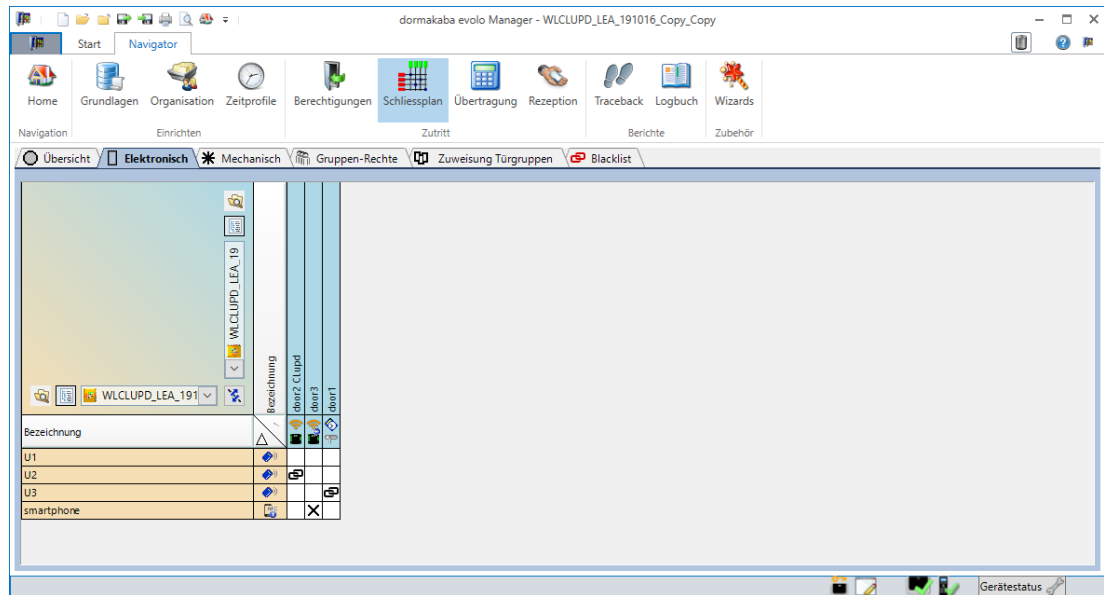 dormakaba evolo Manager - WLCLUPD_LEA_191016_Copy_Copy
Start Navigator
Home Grundlagen Organisation Zeitprofile Berechtigungen Schliessplan Übertragung Rezeption Traceback Logbuch Wizards
Navigation Einrichten Zutritt Berichte Zubehör
Übersicht Elektronisch Mechanisch Gruppen-Rechte Zuweisung Türgruppen Blacklist
WLCLUPD_LEA_19
WLCLUPD_LEA_191
Bezeichnung
door2 CLupd
door3
door1
Bezeichnung
U1
U2
U3
smartphone
Gerätestatus